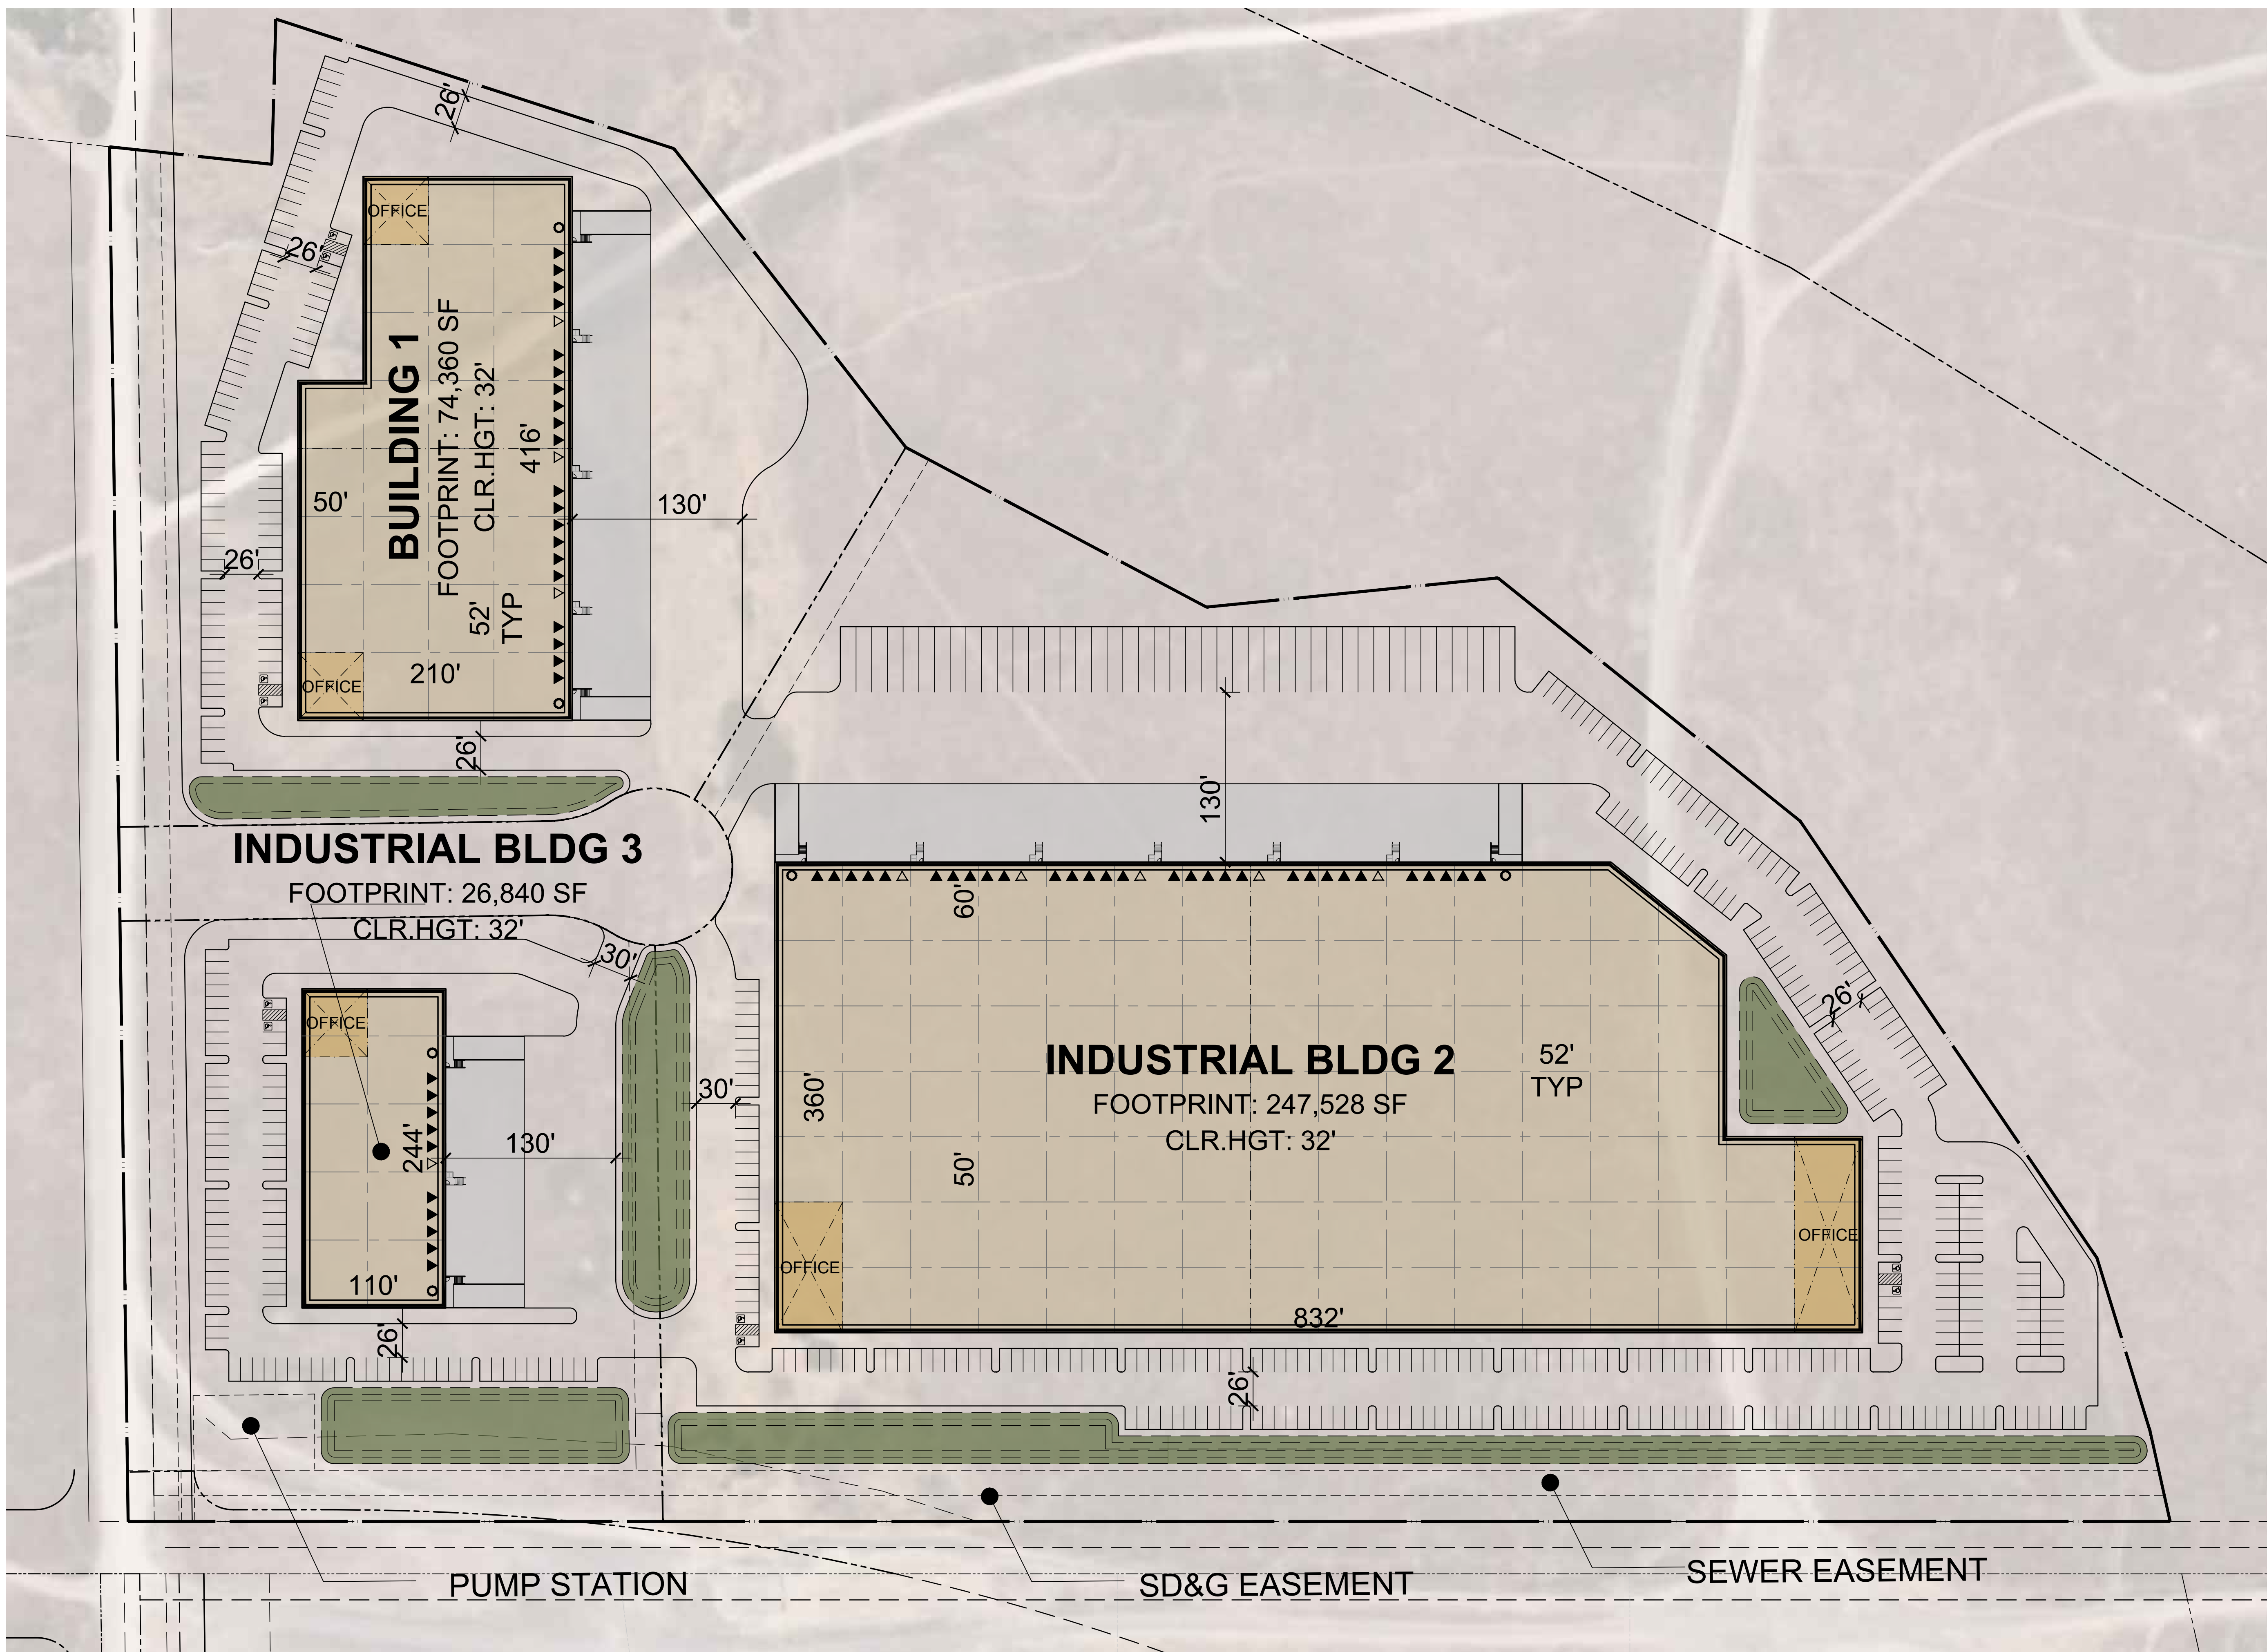 26'
OFFICE
26'
BUILDING 1
FOOTPRINT: 74,360 SF
CLR.HGT: 32'
416'
50'
130'
26'
52'
TYP
210'
OFFICE
26'
130'
INDUSTRIAL BLDG 3
FOOTPRINT: 26,840 SF
CLR.HGT: 32'
30'
OFFICE
244'
130'
110'
26'
30'
60'
360'
INDUSTRIAL BLDG 2
FOOTPRINT: 247,528 SF
CLR.HGT: 32'
52'
TYP
26'
50'
OFFICE
OFFICE
832'
26'
PUMP STATION
SD&G EASEMENT
SEWER EASEMENT